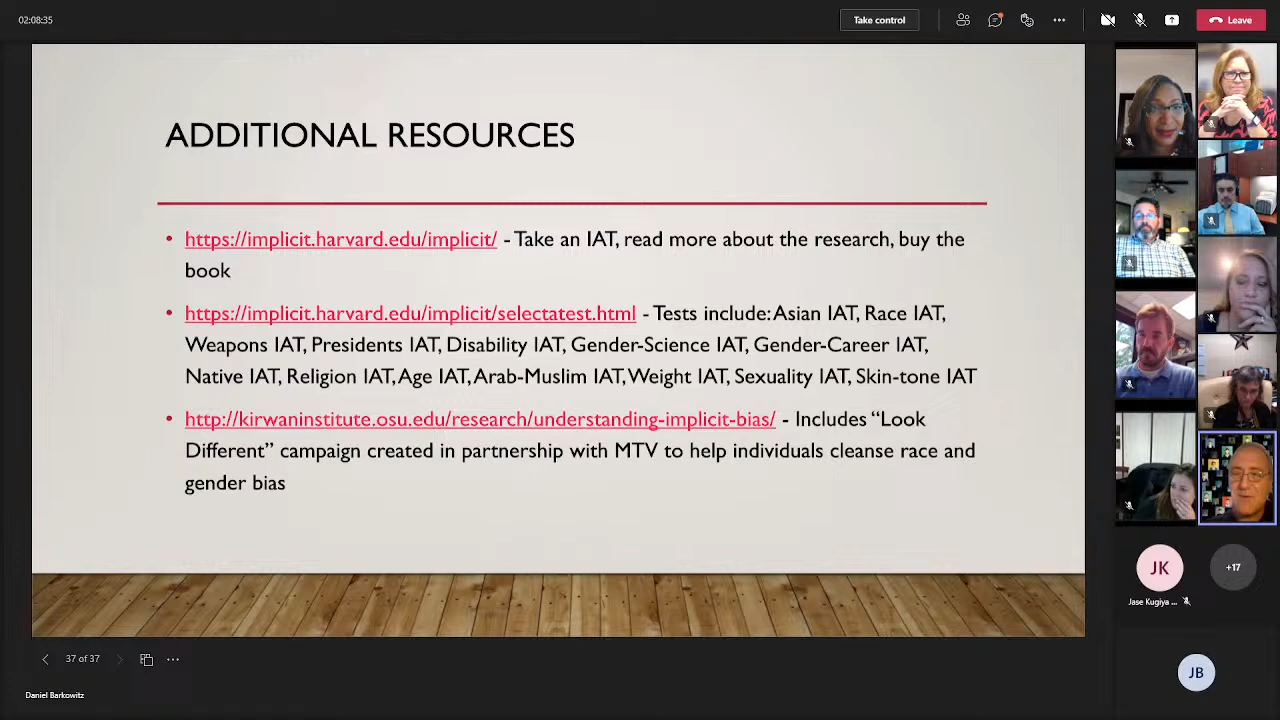 02:08:35
Take control
Leave
ADDITIONAL RESOURCES
• https://implicit.harvard.edu/implicit/ - Take an IAT, read more about the research, buy the
book
• https://implicit.harvard.edu/implicit/selectatest.html - Tests include: Asian IAT, Race IAT,
Weapons IAT, Presidents IAT, Disability IAT, Gender-Science IAT, Gender-Career IAT,
Native IAT, Religion IAT, Age IAT, Arab-Muslim IAT, Weight IAT, Sexuality IAT, Skin-tone IAT
• http://kirwaninstitute.osu.edu/research/understanding-implicit-bias/ - Includes “Look
Different” campaign created in partnership with MTV to help individuals cleanse race and
gender bias
JK
+17
Jase Kugiya ...
37 of 37
JB
Daniel Barkowitz